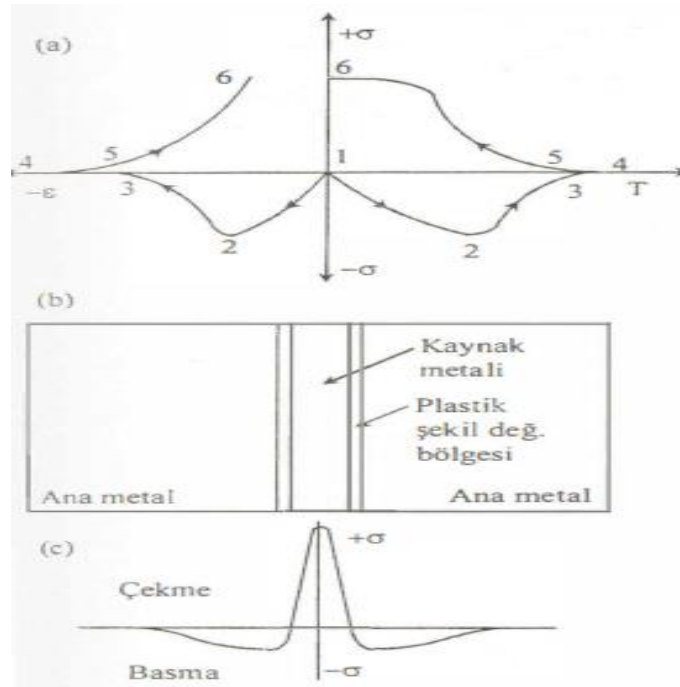 (a)
+σ
6
6
4
5
1
5
4
−ε
3
3
T
2
2
−σ
(b)
Kaynak
metali
Plastik
şekil değ.
bölgesi
Ana metal
Ana metal
(c)
+σ
Çekme
Basma
−σ